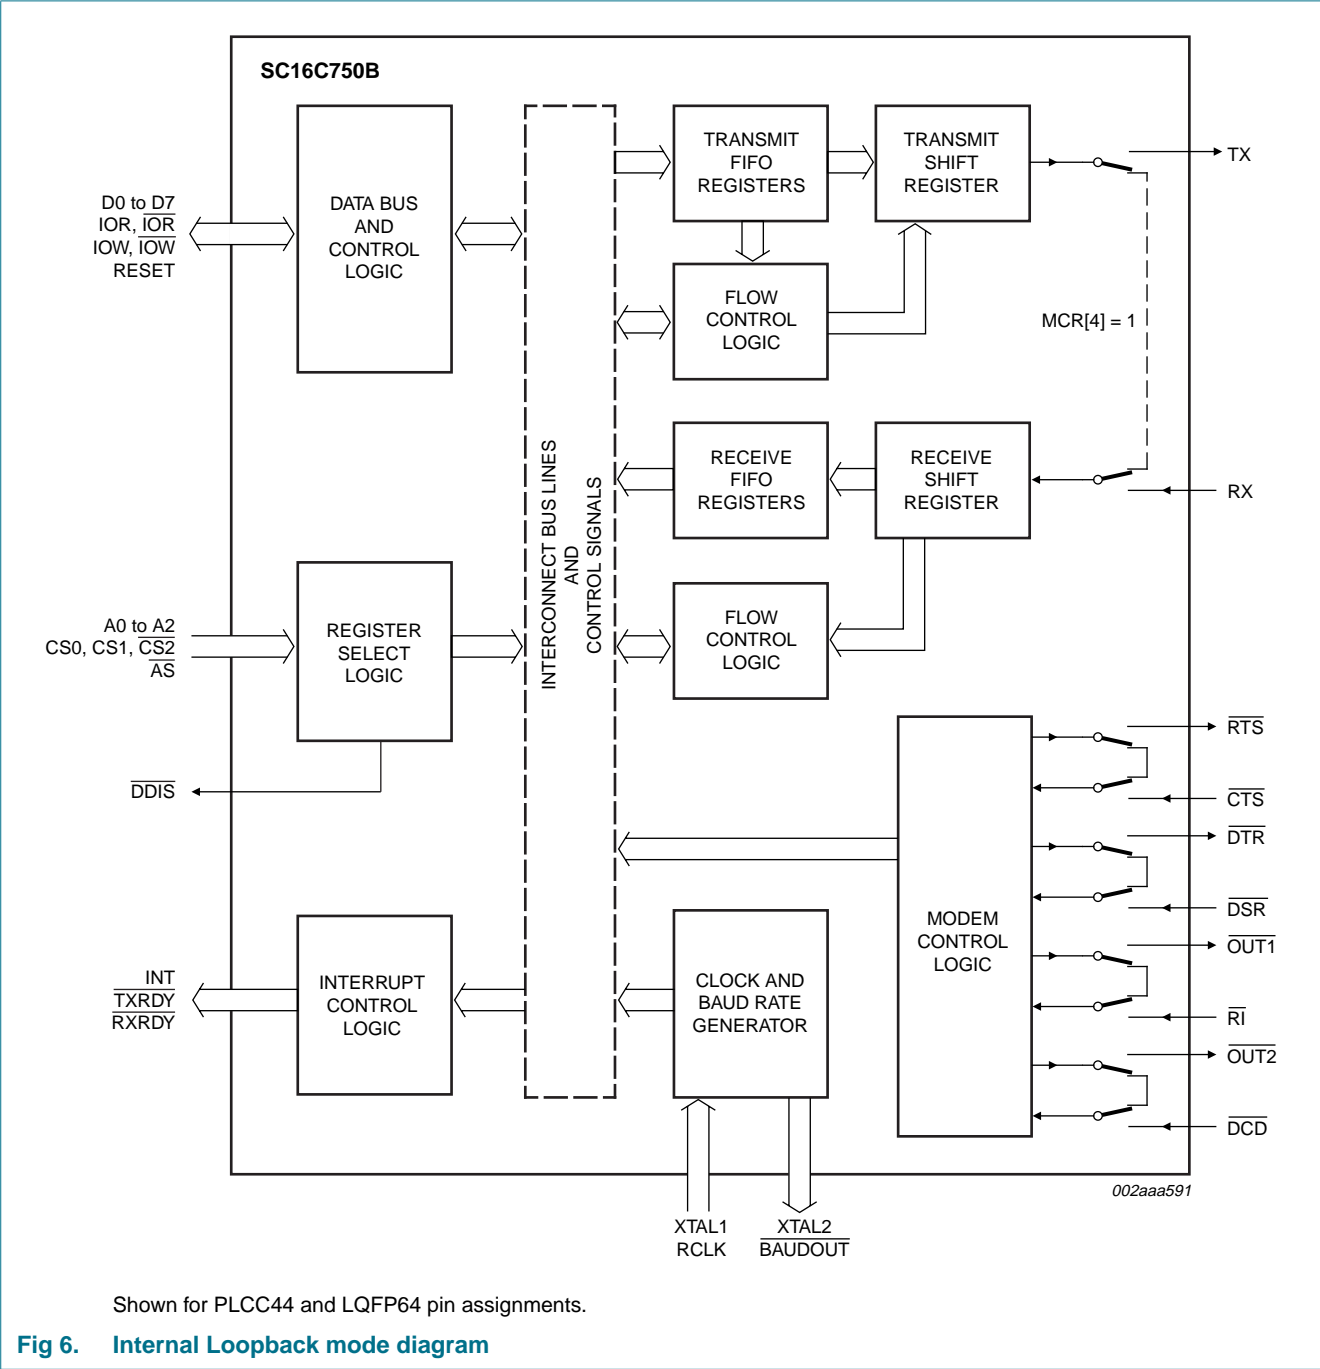 SC16C750B
D0 to D7
IOR, IOR
IOW, IOW
RESET
DATA BUS
AND
CONTROL
LOGIC
TRANSMIT
FIFO
REGISTERS
TRANSMIT
SHIFT
REGISTER
TX
FLOW
CONTROL
LOGIC
MCR[4] = 1
INTERCONNECT BUS LINES
AND
CONTROL SIGNALS
RECEIVE
FIFO
REGISTERS
RECEIVE
SHIFT
REGISTER
RX
A0 to A2
CS0, CS1, CS2
AS
REGISTER
SELECT
LOGIC
FLOW
CONTROL
LOGIC
DDIS
MODEM
CONTROL
LOGIC
RTS
CTS
DTR
DSR
OUT1
RI
OUT2
DCD
INT
TXRDY
RXRDY
INTERRUPT
CONTROL
LOGIC
CLOCK AND
BAUD RATE
GENERATOR
XTAL1
RCLK
XTAL2
BAUDOUT
002aaa591
Shown for PLCC44 and LQFP64 pin assignments.
Fig 6. Internal Loopback mode diagram